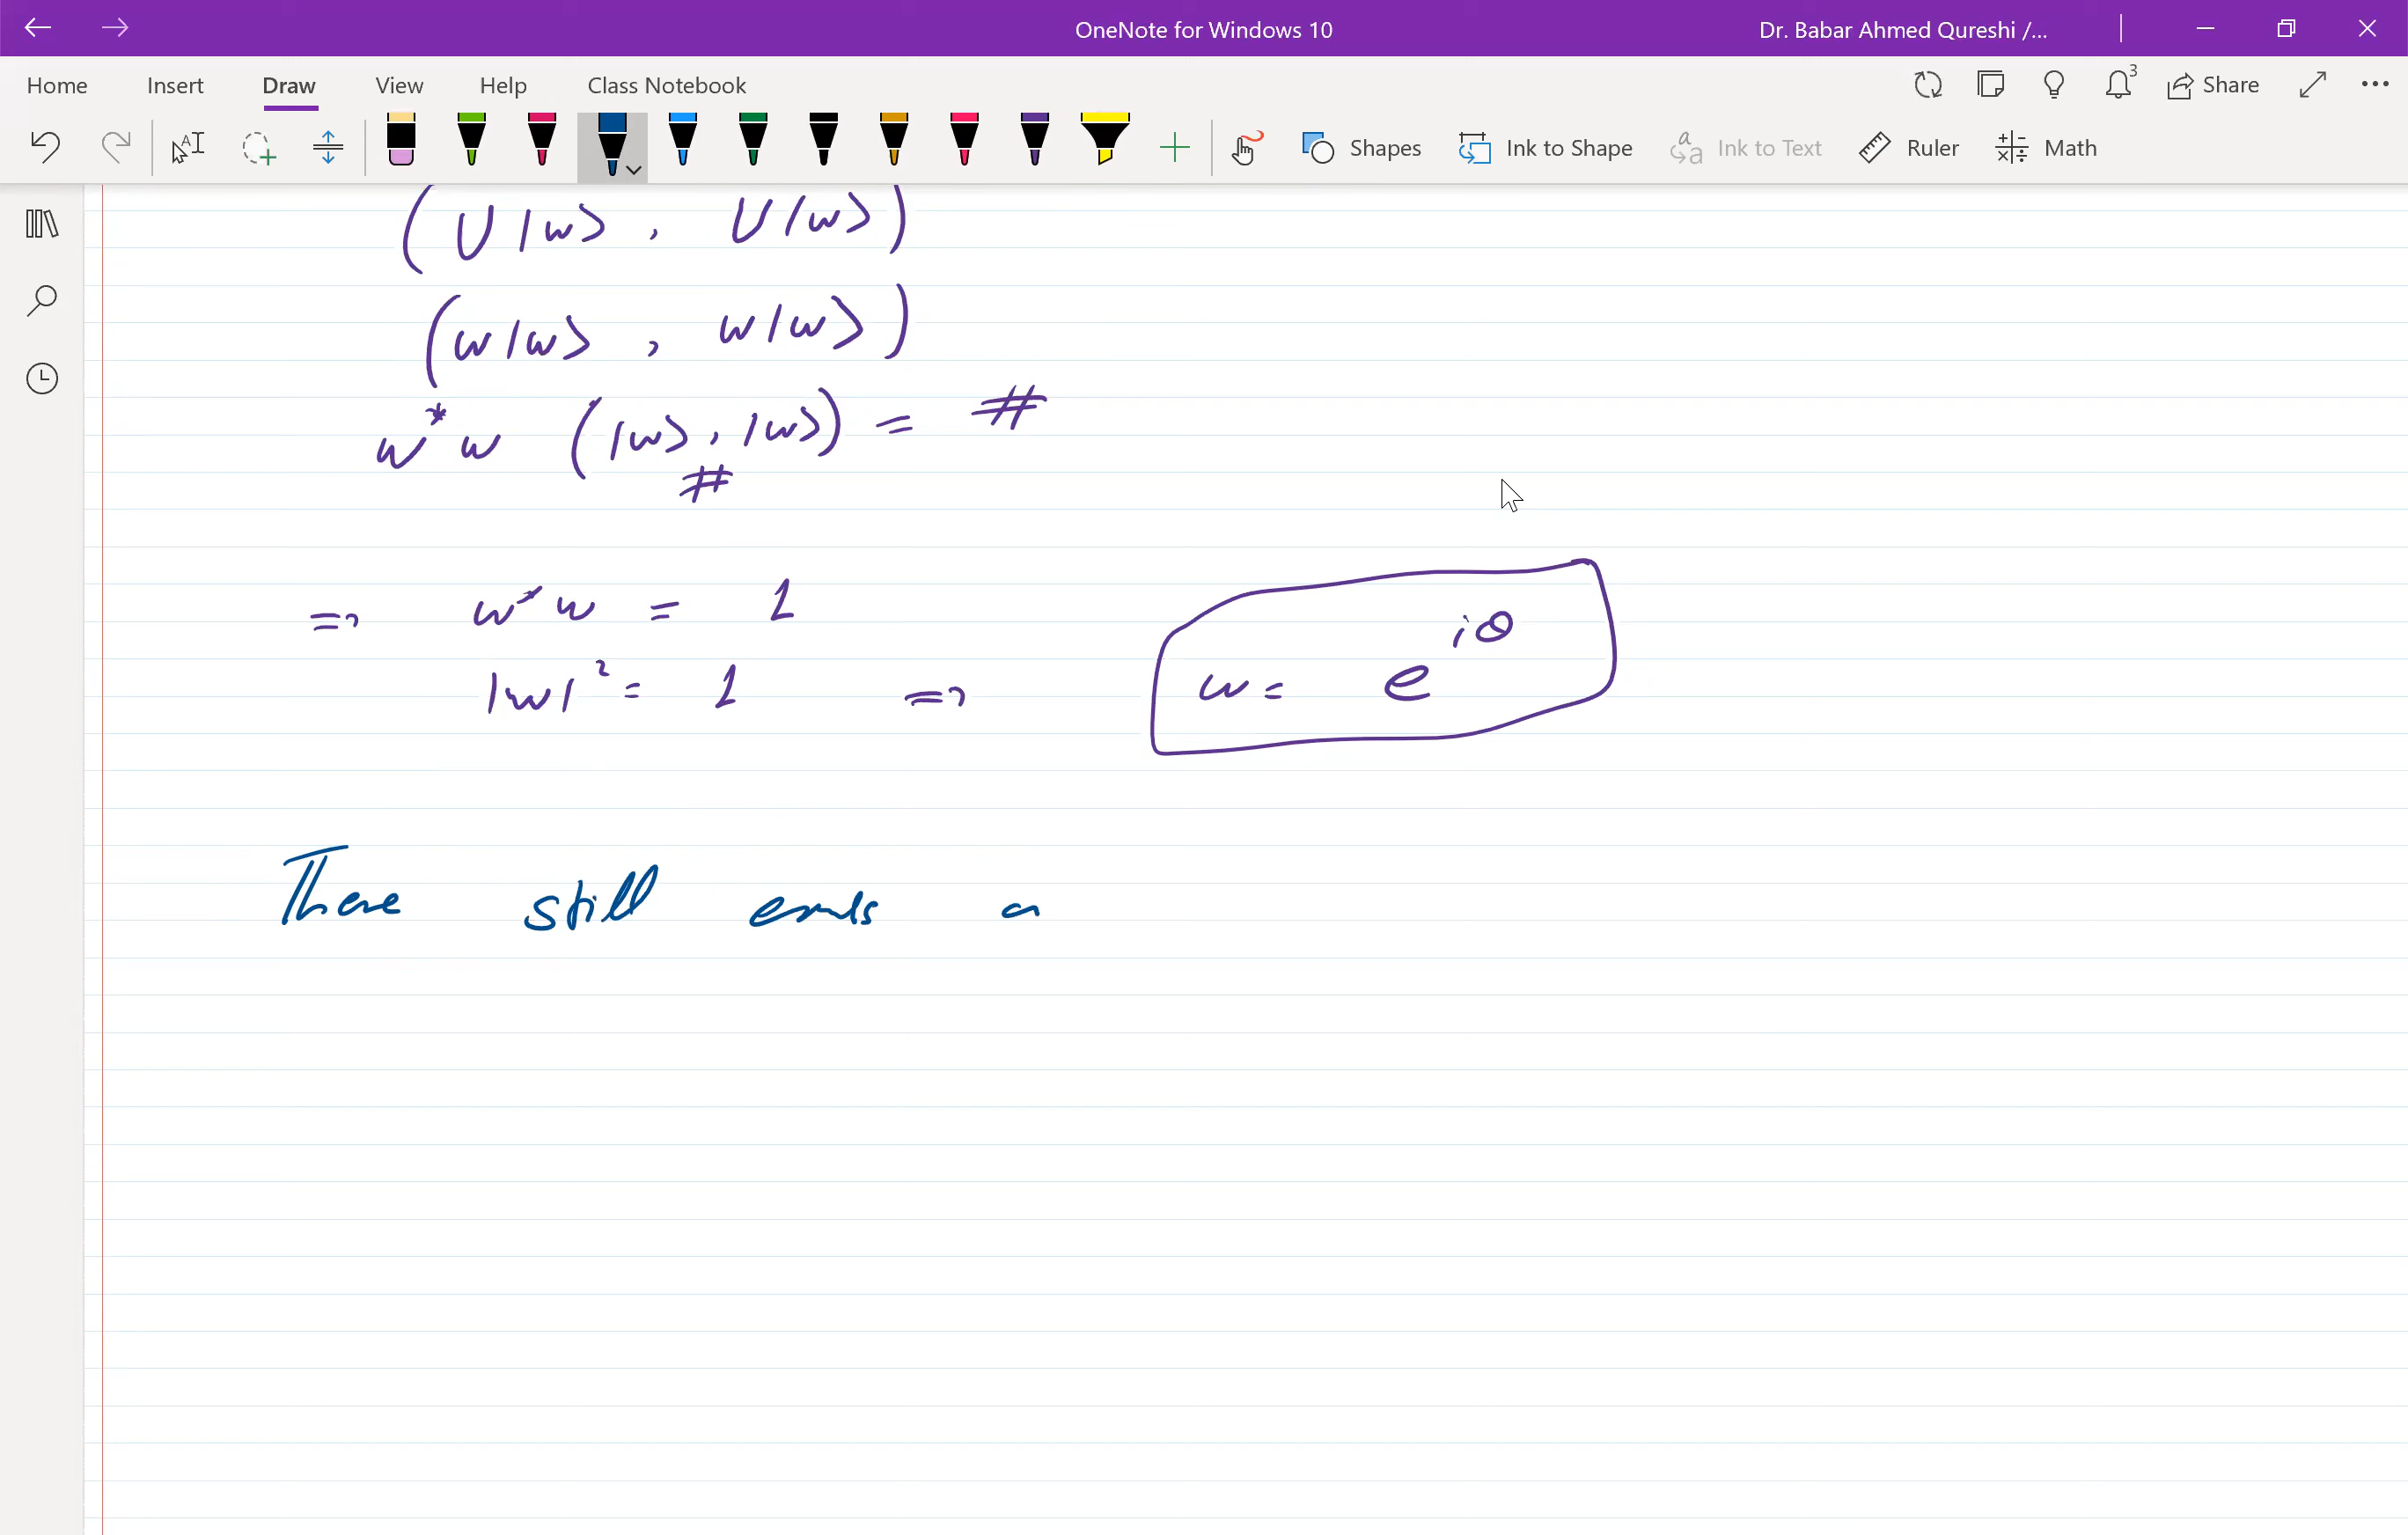 OneNote for Windows 10
Dr. Babar Ahmed Qureshi /...
Home Insert Draw View Help Class Notebook
3 Share
Shapes Ink to Shape Ink to Text Ruler Math
(U|w⟩, U|w⟩)
(w|w⟩, w|w⟩)
w* w (|w⟩, |w⟩) = #
#
=> w* w = 1
|w|² = 1 => w = e^{iθ}
There still a